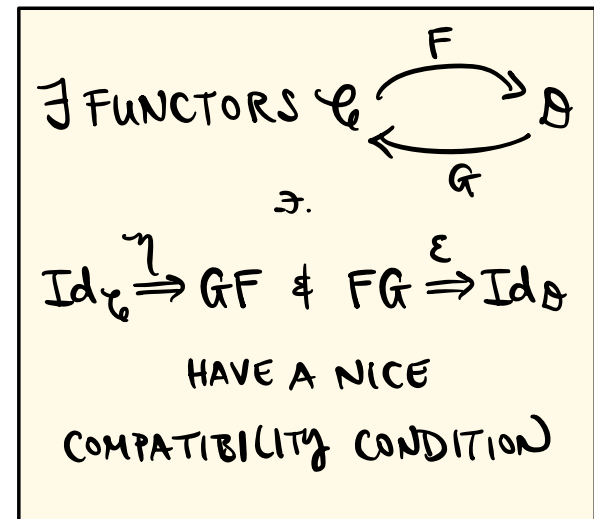 F
∃ FUNCTORS 𝒞 𝒟
G
∋.
Id𝒞 η⇒ GF & FG ε⇒ Id𝒟
HAVE A NICE
COMPATIBILITY CONDITION